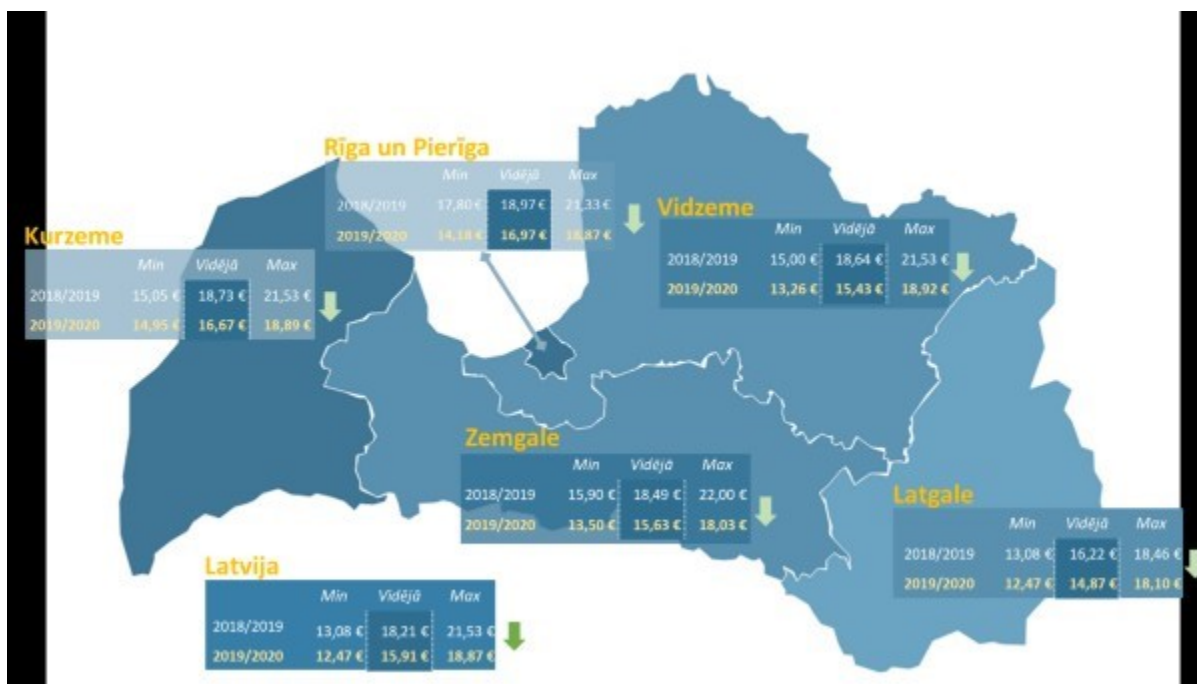 Rīga un Pierīga
Min Vidējā Max
2018/2019 17,80 € 18,97 € 21,33 €
2019/2020 14,18 € 16,97 € 18,87 €
Vidzeme
Min Vidējā Max
2018/2019 15,00 € 18,64 € 21,53 €
2019/2020 13,26 € 15,43 € 18,92 €
Kurzeme
Min Vidējā Max
2018/2019 15,05 € 18,73 € 21,53 €
2019/2020 14,95 € 16,67 € 18,89 €
Zemgale
Min Vidējā Max
2018/2019 15,90 € 18,49 € 22,00 €
2019/2020 13,50 € 15,63 € 18,03 €
Latgale
Min Vidējā Max
2018/2019 13,08 € 16,22 € 18,46 €
2019/2020 12,47 € 14,87 € 18,10 €
Latvija
Min Vidējā Max
2018/2019 13,08 € 18,21 € 21,53 €
2019/2020 12,47 € 15,91 € 18,87 €